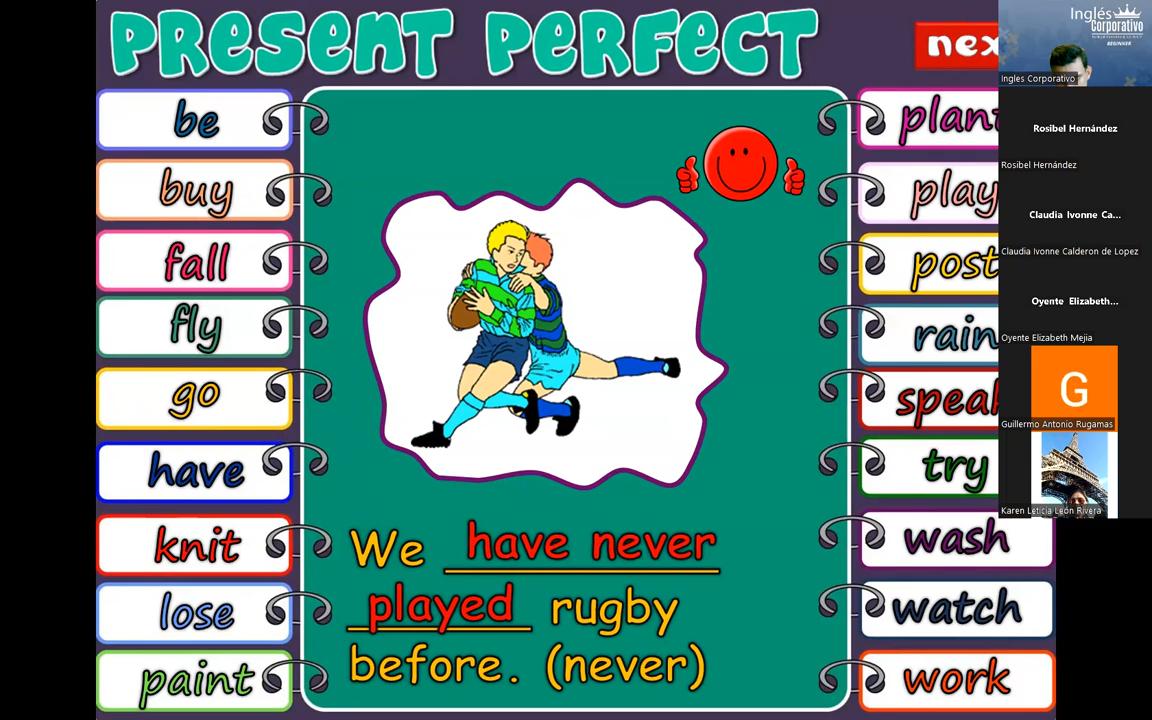 PRESENT PERFECT
be
buy
fall
fly
go
have
knit
lose
paint
We have never
played rugby
before. (never)
nex
plant
play
post
rain
speak
try
wash
watch
work
Inglés
Corporativo
BEGINNER
Ingles Corporativo
Rosibel Hernández
Rosibel Hernández
Claudia Ivonne Ca...
Claudia Ivonne Calderon de Lopez
Oyente Elizabeth...
Oyente Elizabeth Mejia
G
Guillermo Antonio Rugamas
Karen Leticia León Rivera